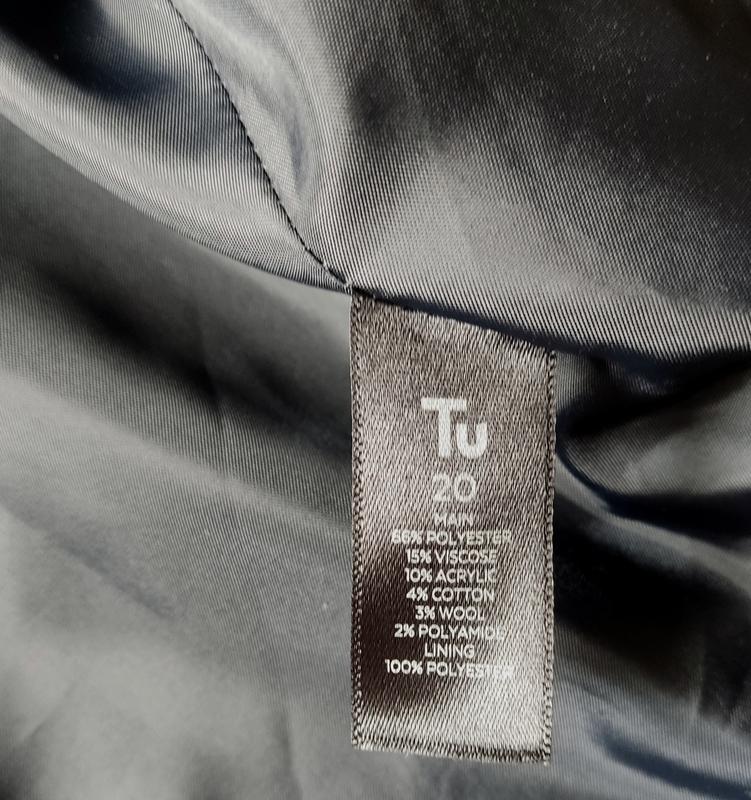 Tu
20
MAIN
66% POLYESTER
15% VISCOSE
10% ACRYLIC
4% COTTON
3% WOOL
2% POLYAMIDE
LINING
100% POLYESTER